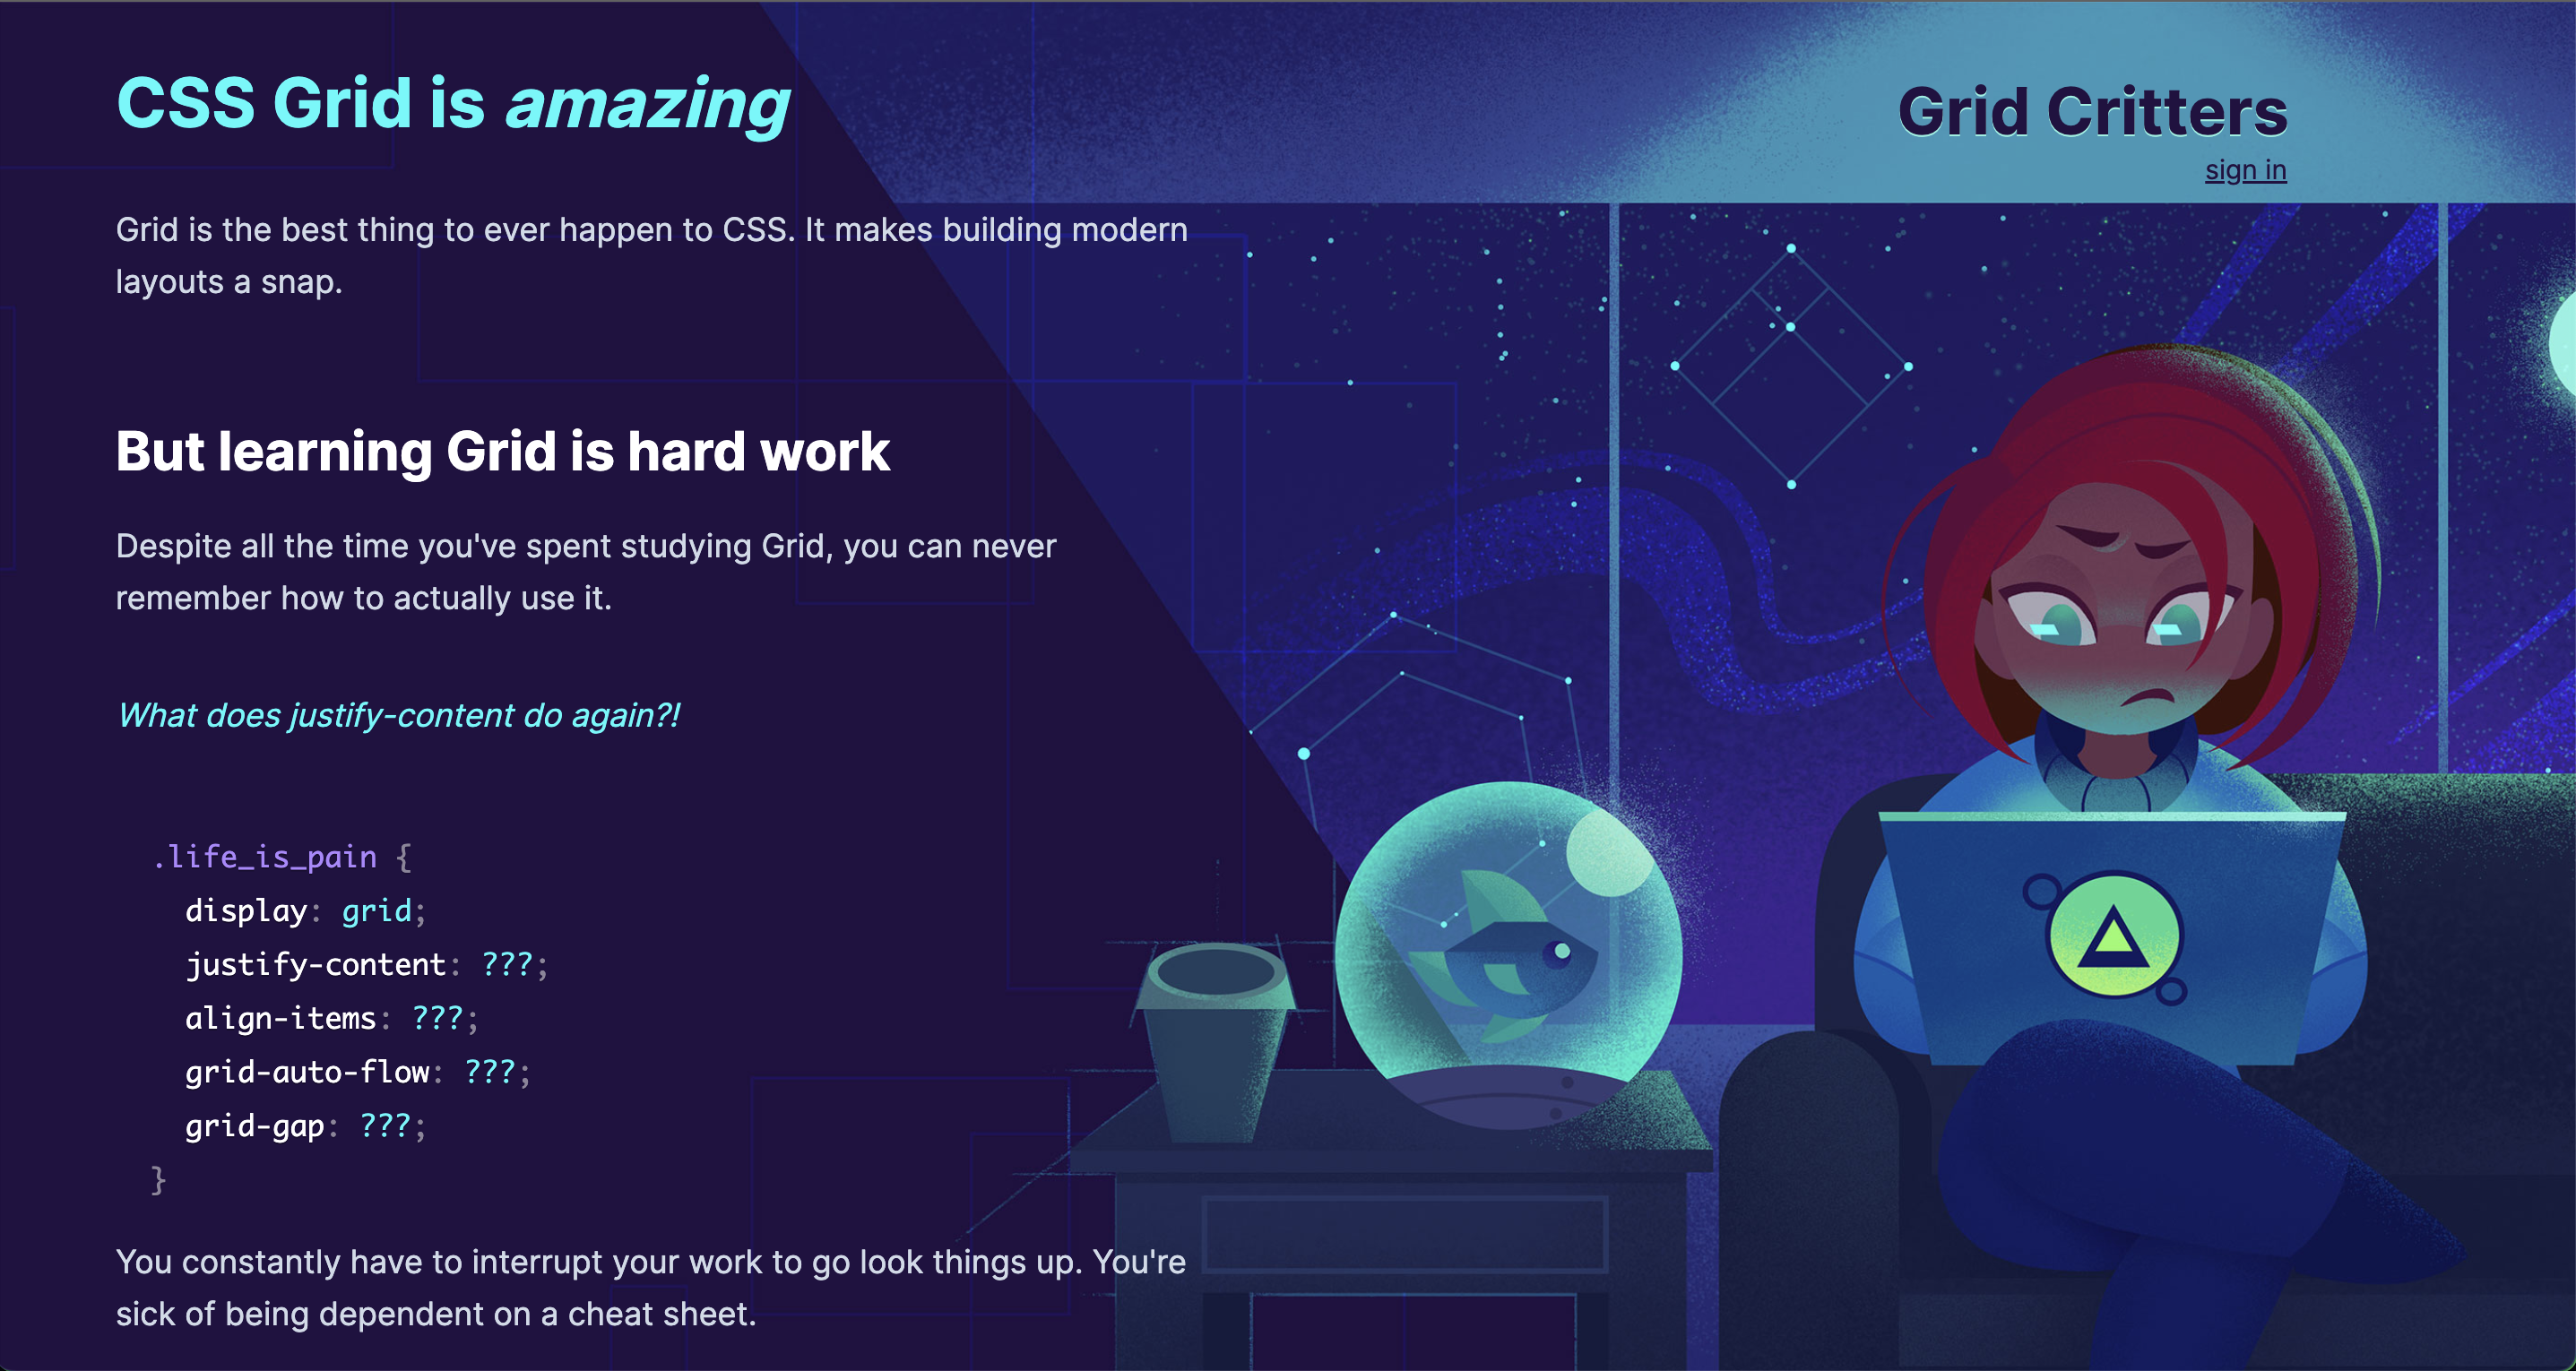 CSS Grid is amazing
Grid Critters
sign in
Grid is the best thing to ever happen to CSS. It makes building modern
layouts a snap.
But learning Grid is hard work
Despite all the time you've spent studying Grid, you can never
remember how to actually use it.
What does justify-content do again?!
.life_is_pain {
  display: grid;
  justify-content: ???;
  align-items: ???;
  grid-auto-flow: ???;
  grid-gap: ???;
}
You constantly have to interrupt your work to go look things up. You're
sick of being dependent on a cheat sheet.